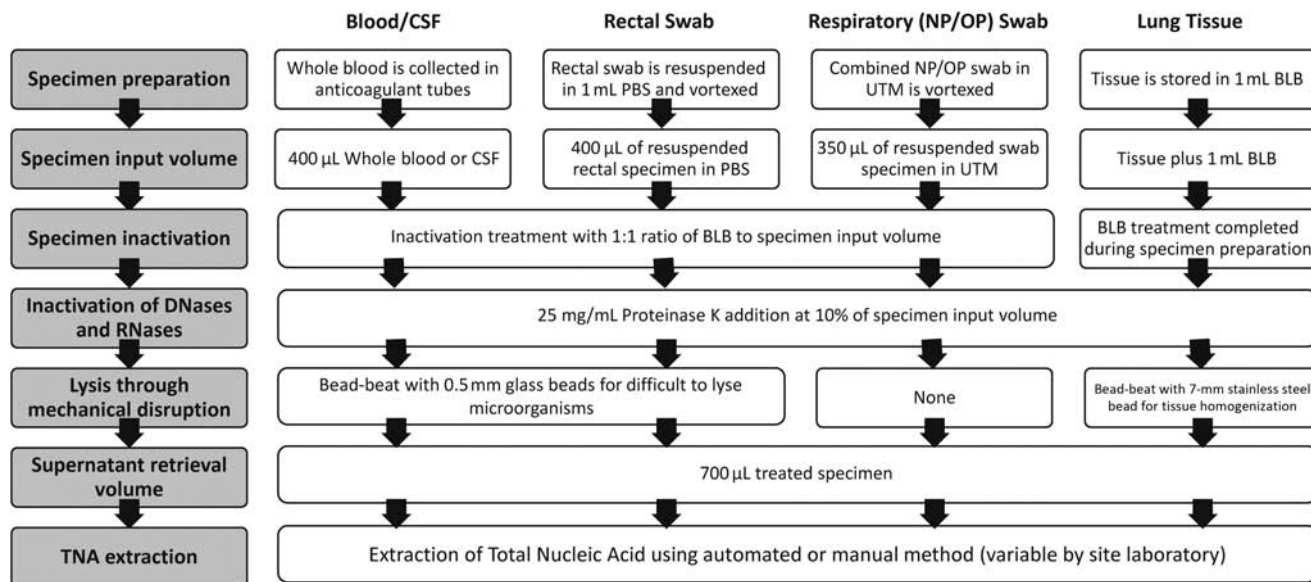 Blood/CSF
Rectal Swab
Respiratory (NP/OP) Swab
Lung Tissue
Specimen preparation
Whole blood is collected in
anticoagulant tubes
Rectal swab is resuspended
in 1 mL PBS and vortexed
Combined NP/OP swab in
UTM is vortexed
Tissue is stored in 1 mL BLB
Specimen input volume
400 µL Whole blood or CSF
400 µL of resuspended
rectal specimen in PBS
350 µL of resuspended swab
specimen in UTM
Tissue plus 1 mL BLB
Specimen inactivation
Inactivation treatment with 1:1 ratio of BLB to specimen input volume
BLB treatment completed
during specimen preparation
Inactivation of DNases
and RNases
25 mg/mL Proteinase K addition at 10% of specimen input volume
Lysis through
mechanical disruption
Bead-beat with 0.5 mm glass beads for difficult to lyse
microorganisms
None
Bead-beat with 7-mm stainless steel
bead for tissue homogenization
Supernatant retrieval
volume
700 µL treated specimen
TNA extraction
Extraction of Total Nucleic Acid using automated or manual method (variable by site laboratory)